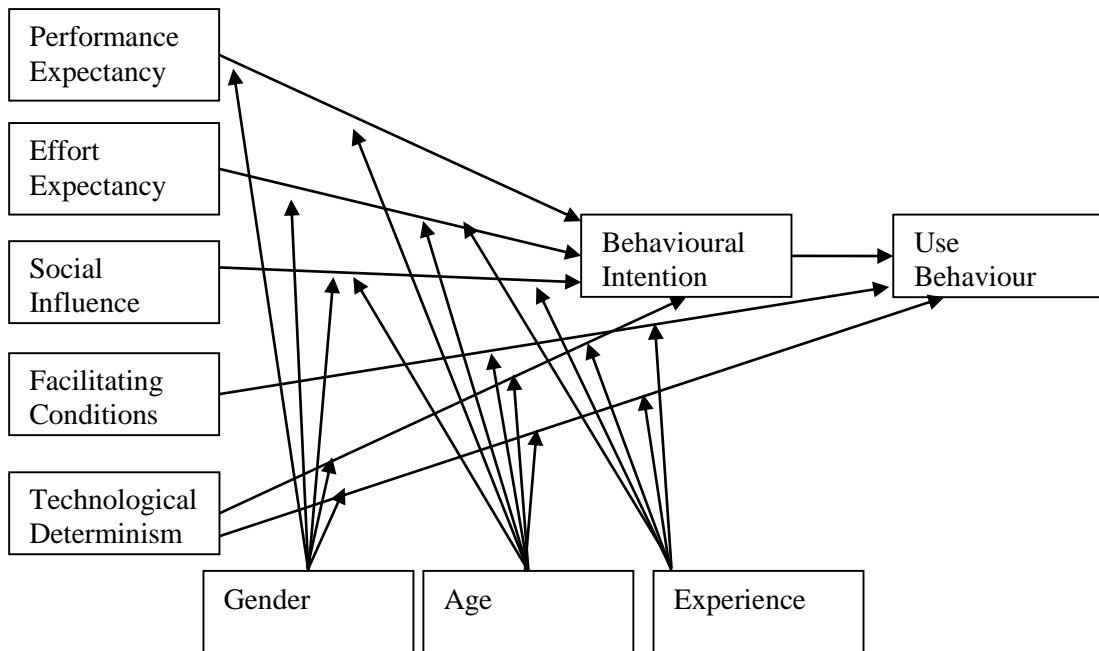 Performance
Expectancy
Effort
Expectancy
Social
Influence
Facilitating
Conditions
Technological
Determinism
Behavioural
Intention
Use
Behaviour
Gender
Age
Experience